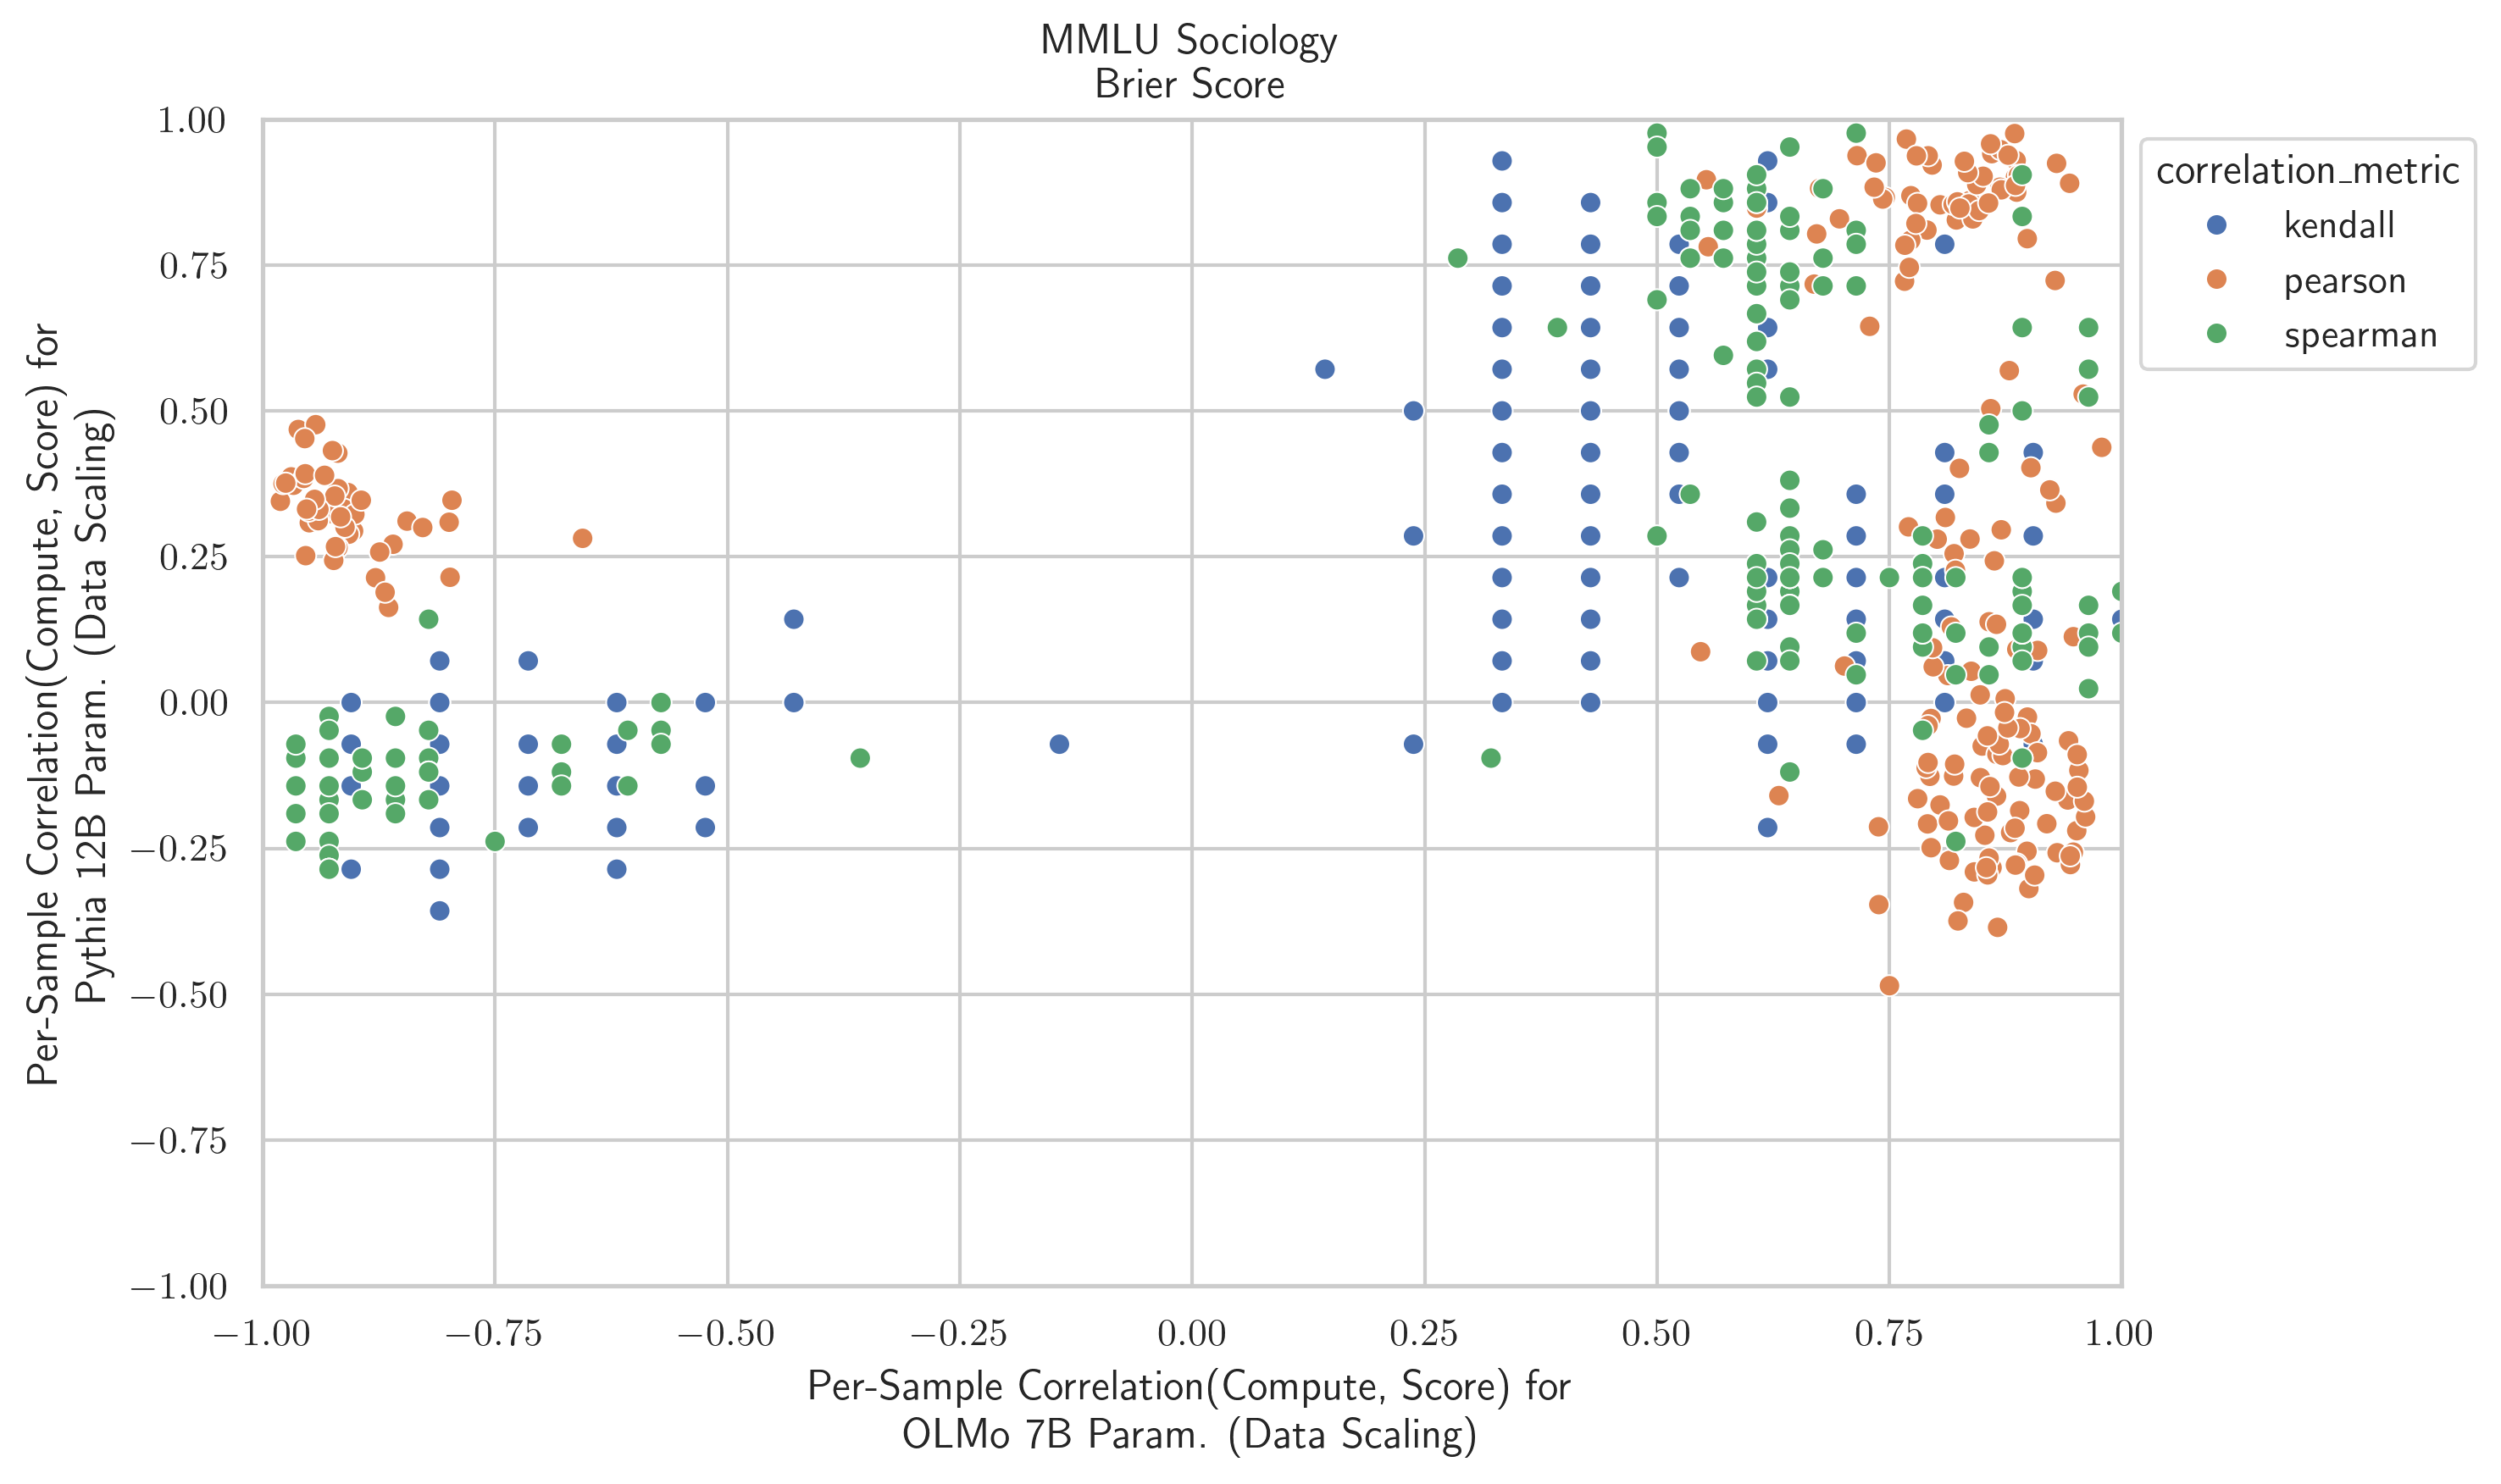 MMLU Sociology
Brier Score
Per-Sample Correlation(Compute, Score) for
Pythia 12B Param. (Data Scaling)
1.00
0.75
0.50
0.25
0.00
−0.25
−0.50
−0.75
−1.00
−1.00
−0.75
−0.50
−0.25
0.00
0.25
0.50
0.75
1.00
Per-Sample Correlation(Compute, Score) for
OLMo 7B Param. (Data Scaling)
correlation_metric
kendall
pearson
spearman